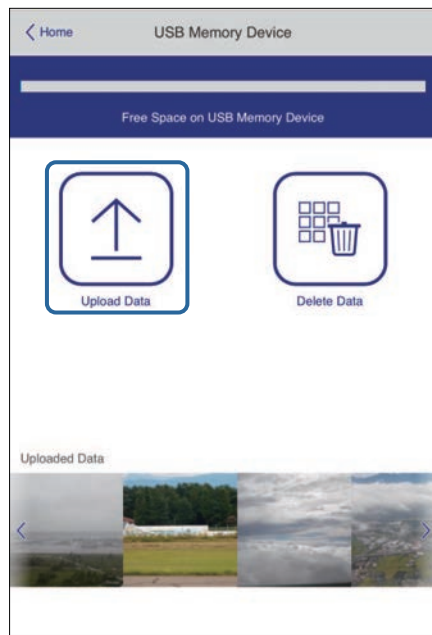 Home
USB Memory Device
Free Space on USB Memory Device
Upload Data
Delete Data
Uploaded Data